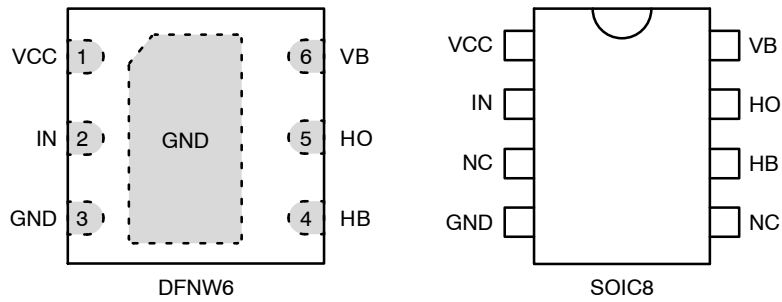 VCC 1 6 VB
IN 2 GND 5 HO
GND 3 4 HB
DFNW6
VCC VB
IN HO
NC HB
GND NC
SOIC8